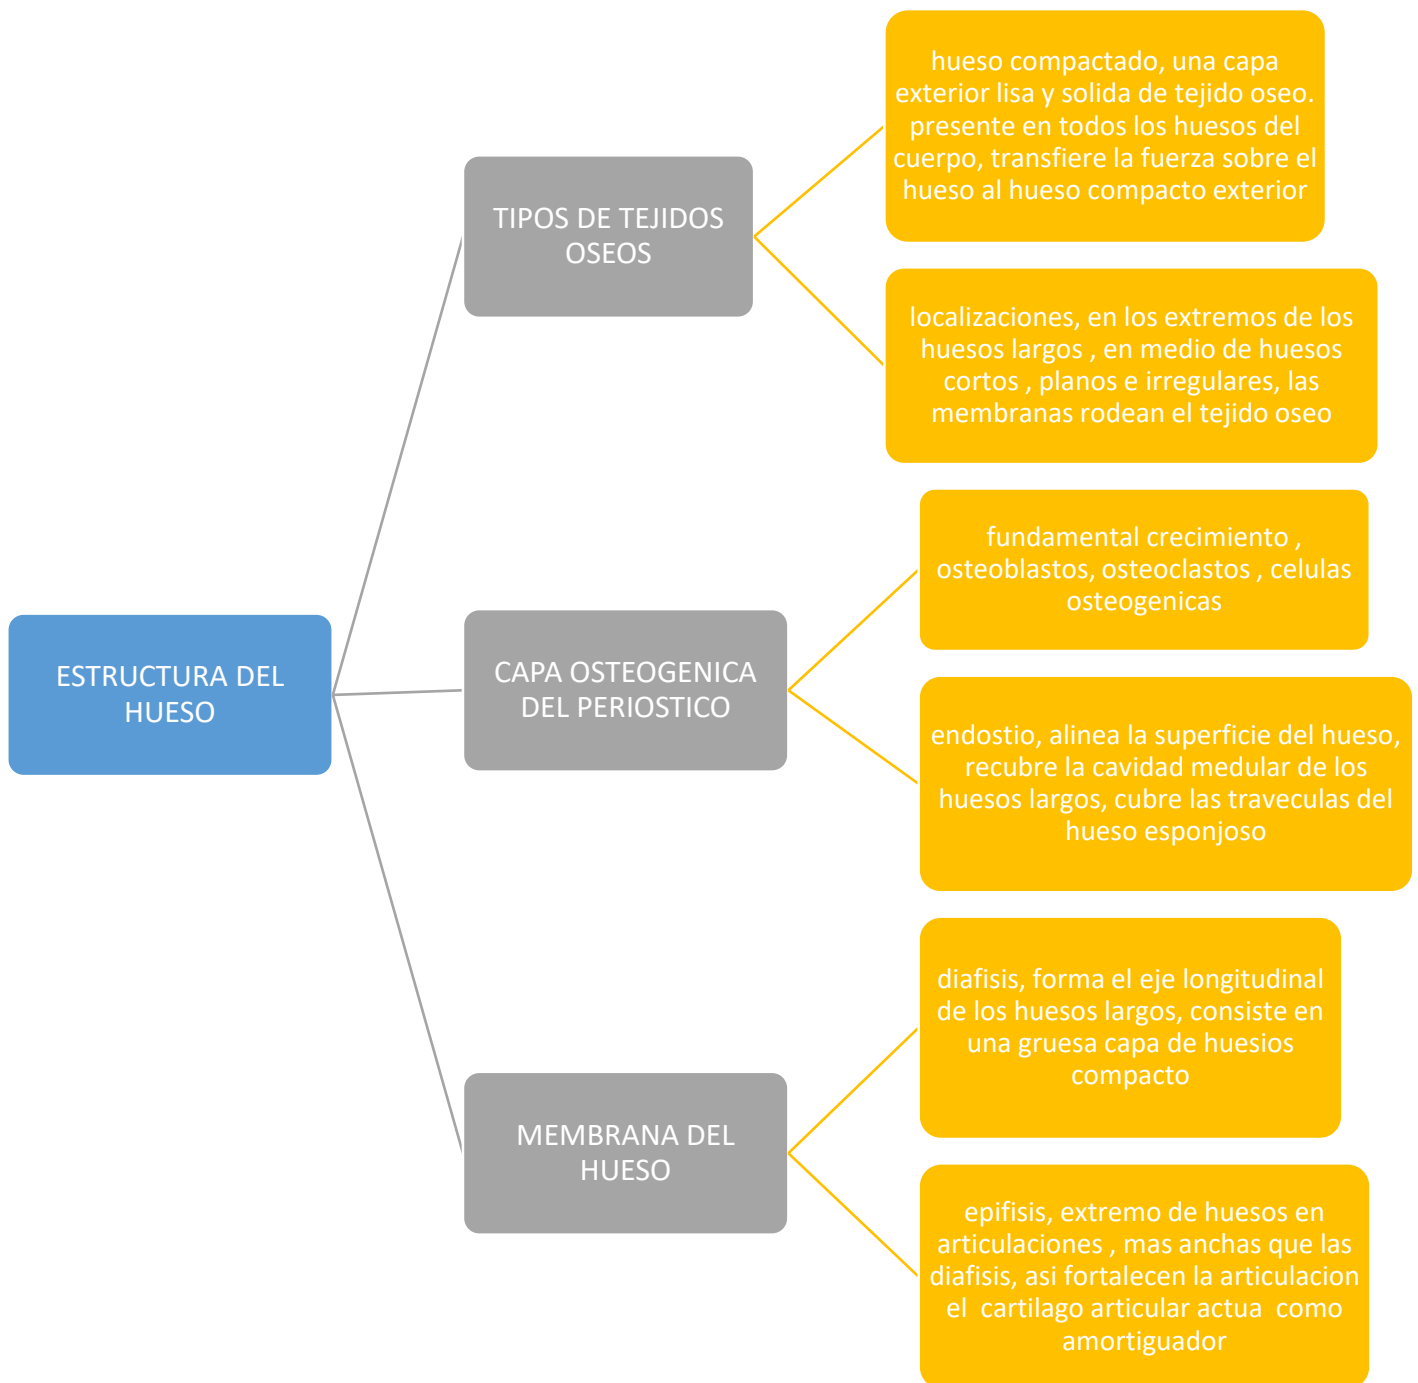 ESTRUCTURA DEL
HUESO
TIPOS DE TEJIDOS
OSEOS
hueso compactado, una capa
exterior lisa y solida de tejido oseo.
presente en todos los huesos del
cuerpo, transfiere la fuerza sobre el
hueso al hueso compacto exterior
localizaciones, en los extremos de los
huesos largos , en medio de huesos
cortos , planos e irregulares, las
membranas rodean el tejido oseo
CAPA OSTEOGENICA
DEL PERIOSTICO
fundamental crecimiento ,
osteoblastos, osteoclastos , celulas
osteogenicas
endostio, alinea la superficie del hueso,
recubre la cavidad medular de los
huesos largos, cubre las traveculas del
hueso esponjoso
MEMBRANA DEL
HUESO
diafisis, forma el eje longitudinal
de los huesos largos, consiste en
una gruesa capa de huesios
compacto
epifisis, extremo de huesos en
articulaciones , mas anchas que las
diafisis, asi fortalecen la articulacion
el  cartilago articular actua  como
amortiguador